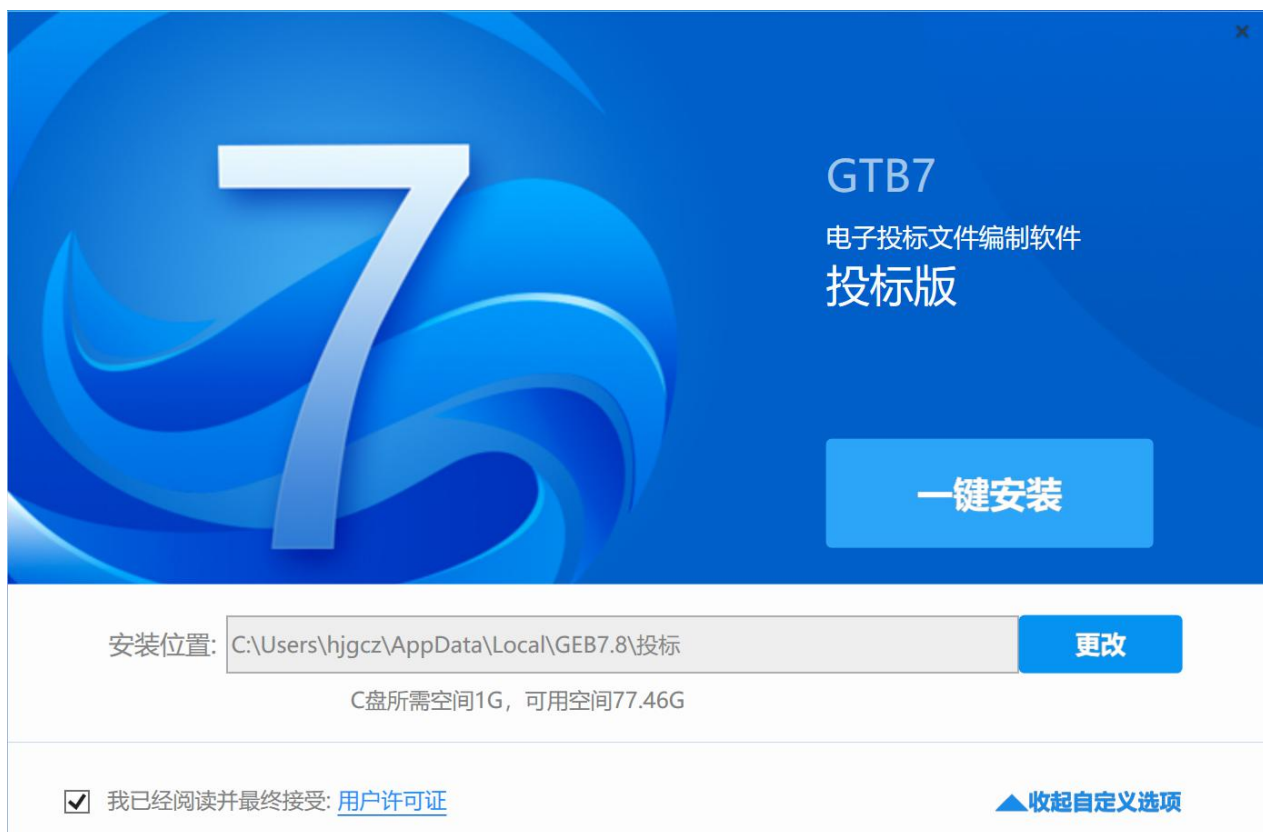 7
GTB7
电子投标文件编制软件
投标版
一键安装
安装位置: C:\Users\hjgcz\AppData\Local\GEB7.8\投标 更改
C盘所需空间1G，可用空间77.46G
我已经阅读并最终接受: 用户许可证 收起自定义选项